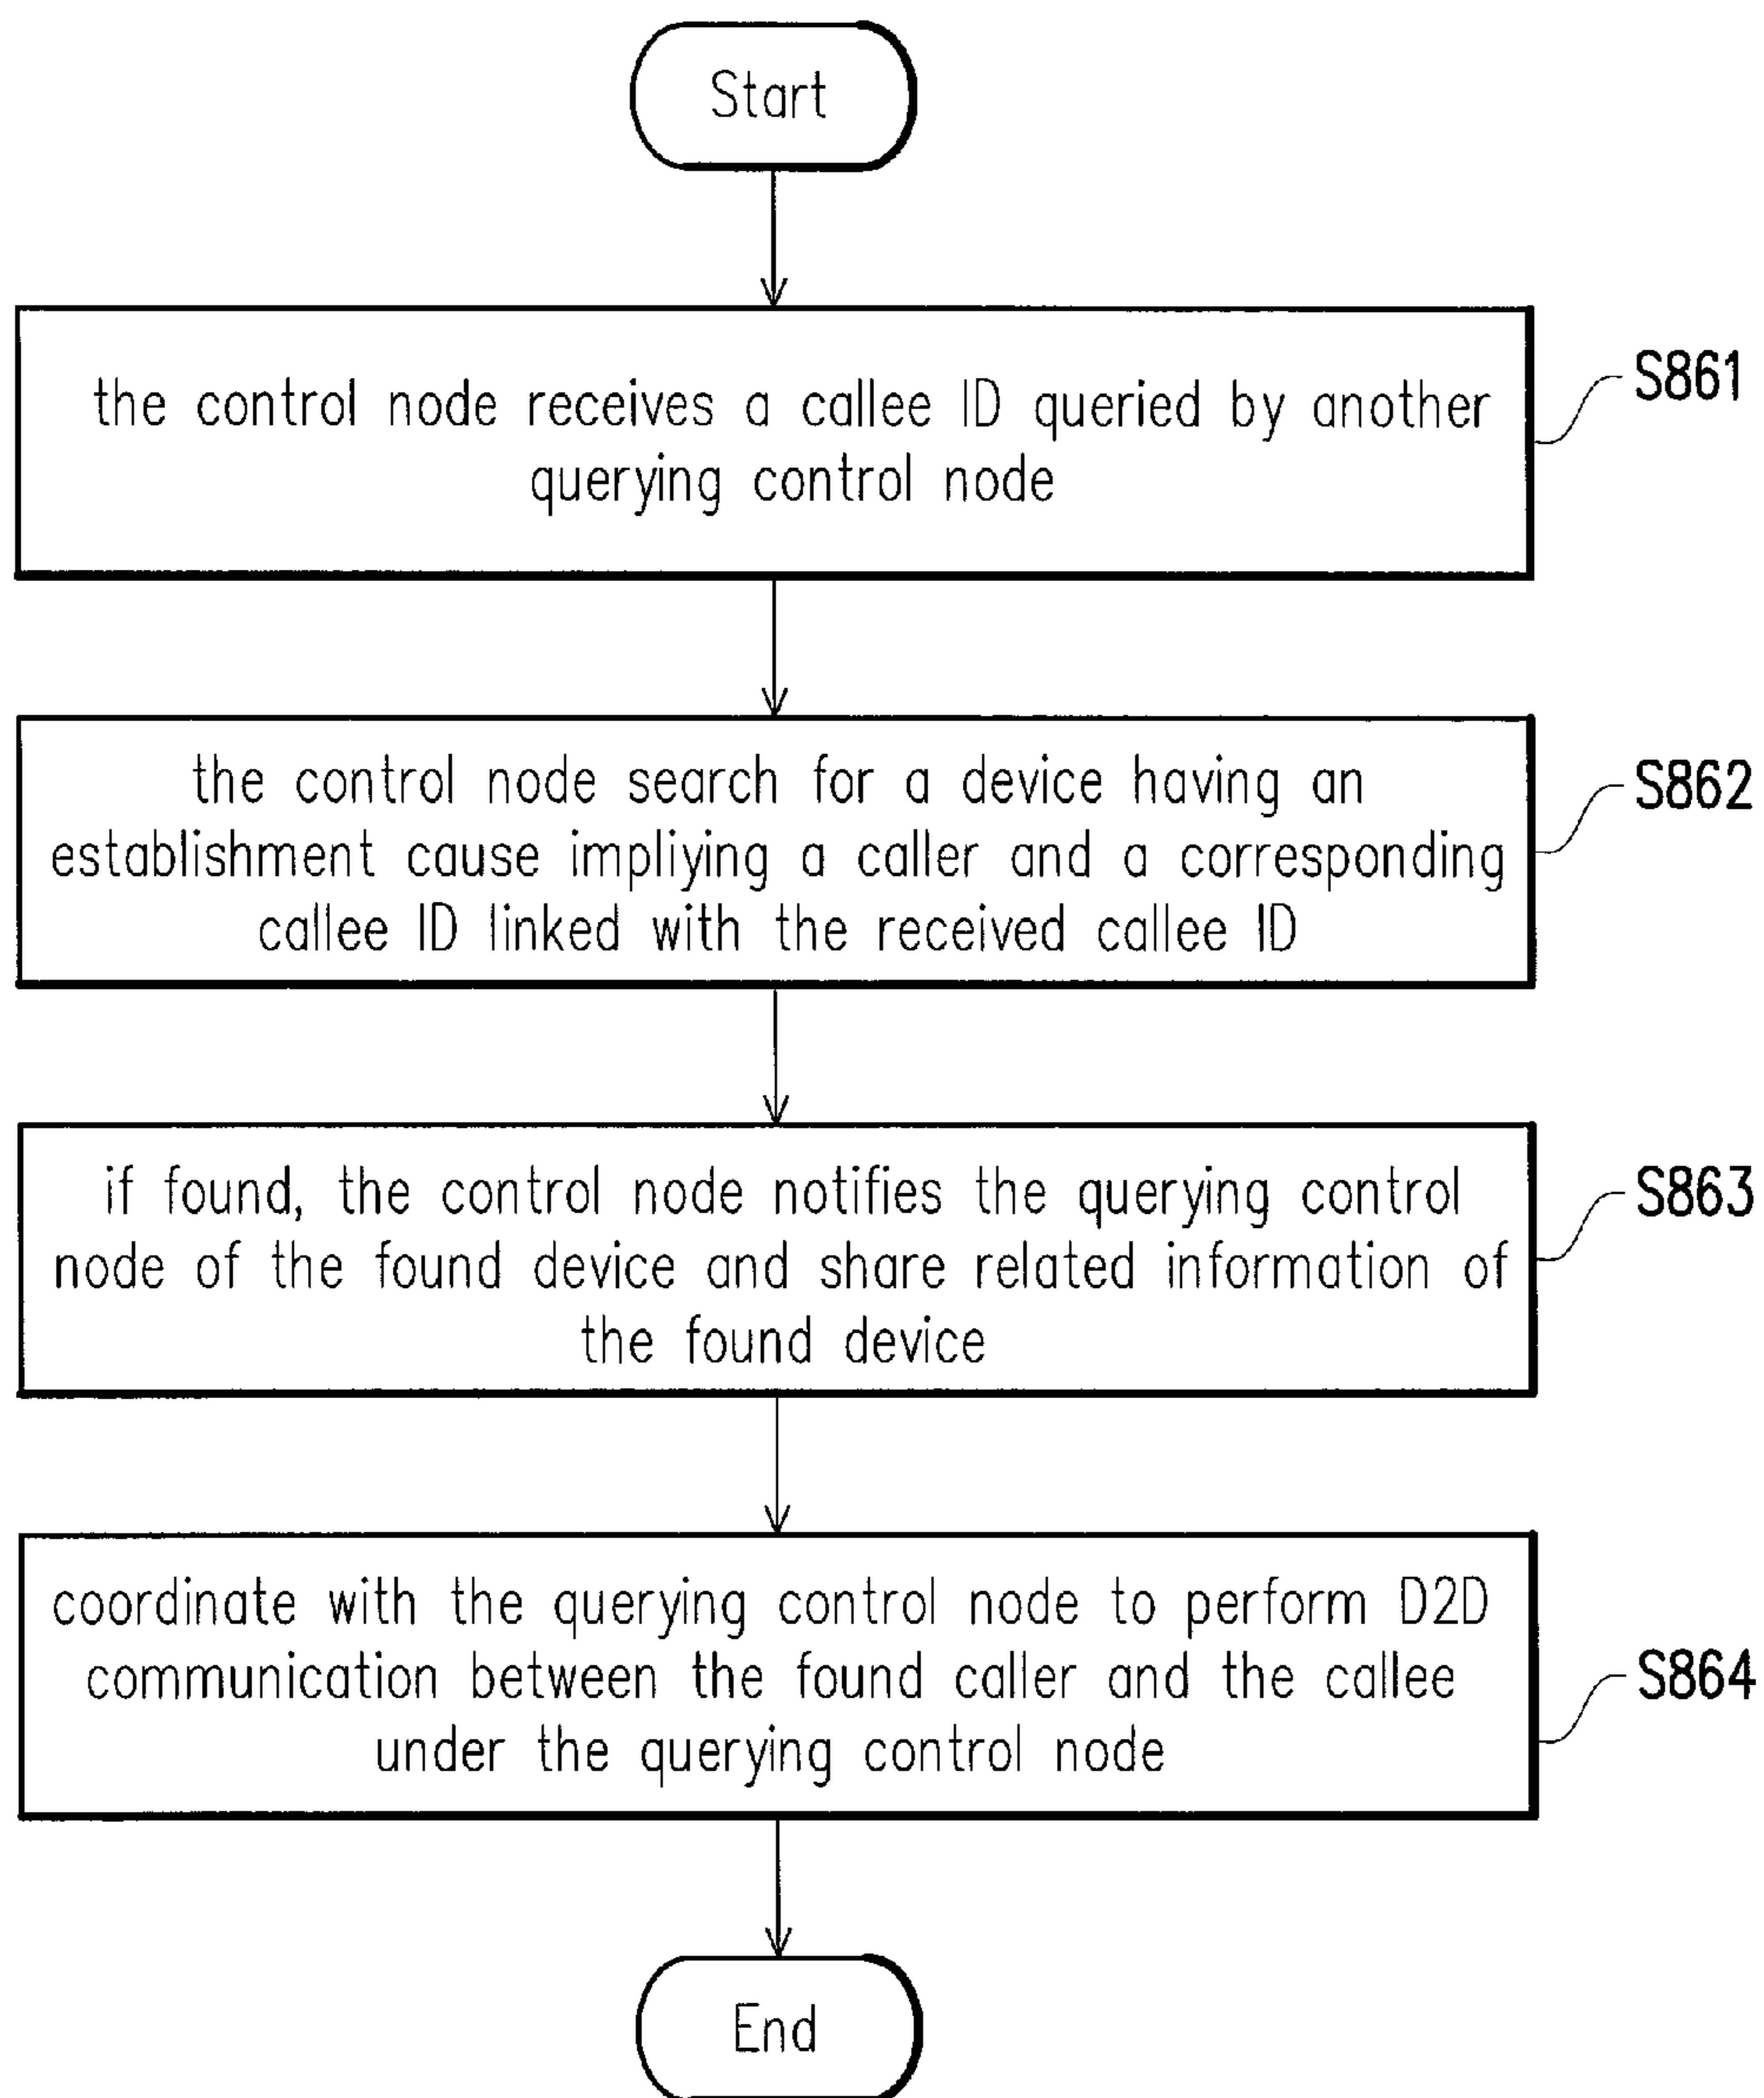 Start
the control node receives a callee ID queried by another
querying control node
S861
the control node search for a device having an
establishment cause impliying a caller and a corresponding
callee ID linked with the received callee ID
S862
if found, the control node notifies the querying control
node of the found device and share related information of
the found device
S863
coordinate with the querying control node to perform D2D
communication between the found caller and the callee
under the querying control node
S864
End